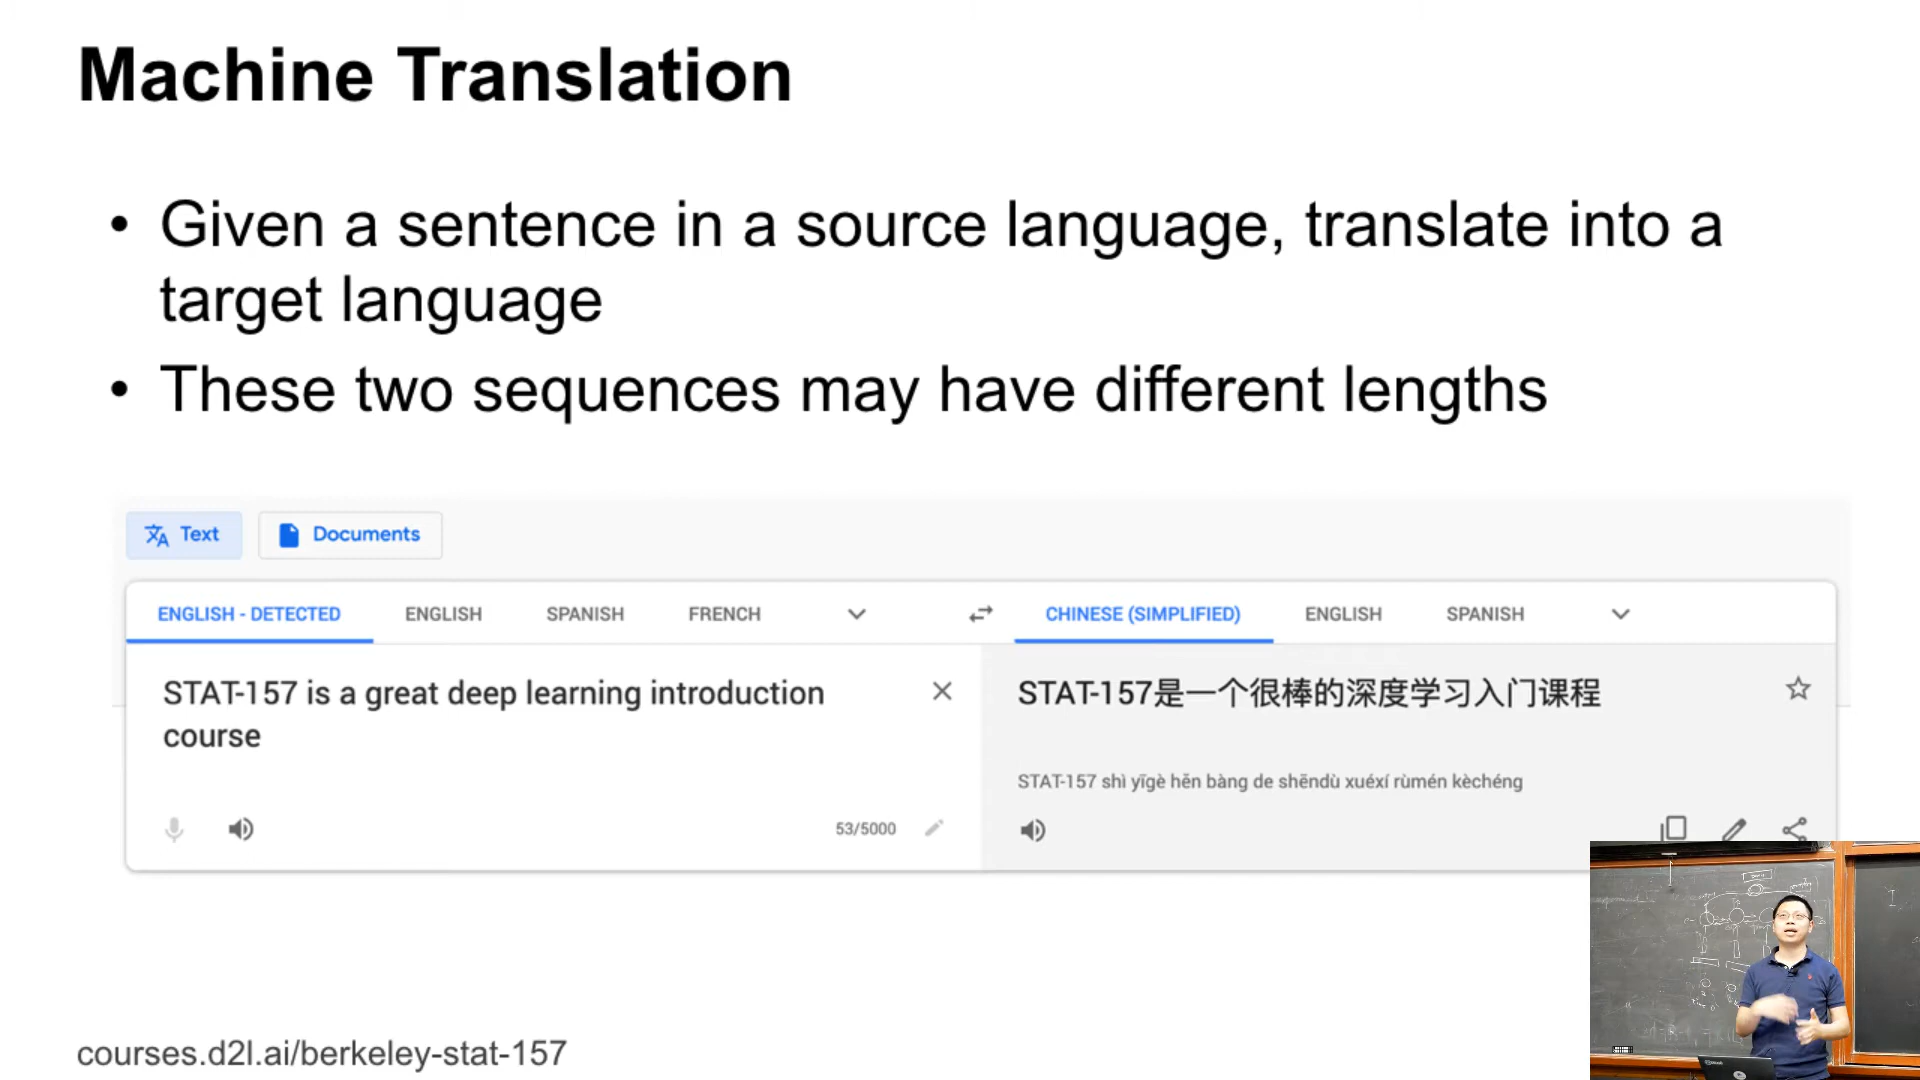 Machine Translation
• Given a sentence in a source language, translate into a
target language
• These two sequences may have different lengths
Text Documents
ENGLISH - DETECTED ENGLISH SPANISH FRENCH CHINESE (SIMPLIFIED) ENGLISH SPANISH
STAT-157 is a great deep learning introduction
course
STAT-157是一个很棒的深度学习入门课程
STAT-157 shì yīgè hěn bàng de shēndù xuéxí rùmén kèchéng
53/5000
courses.d2l.ai/berkeley-stat-157